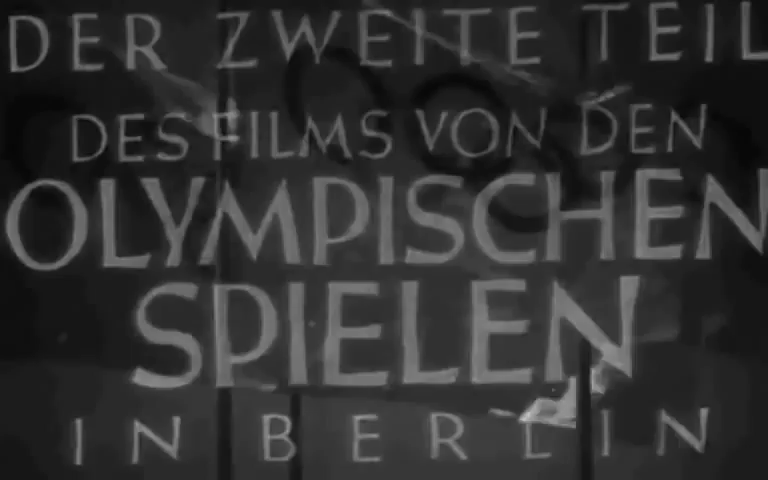 DER ZWEITE TEIL
DES FILMS VON DEN
OLYMPISCHEN
SPIELEN
IN BERLIN